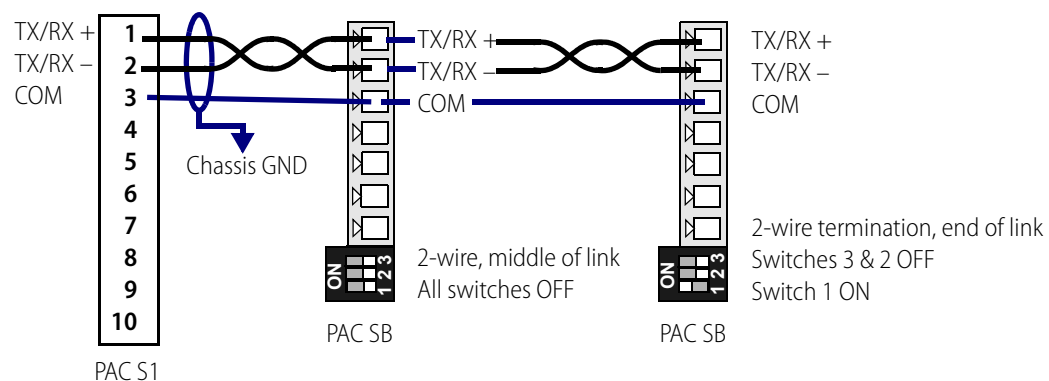 TX/RX +
TX/RX –
COM
1
2
3
4
5
6
7
8
9
10
PAC S1
Chassis GND
TX/RX +
TX/RX –
COM
ON
1 2 3
2-wire, middle of link
All switches OFF
PAC SB
TX/RX +
TX/RX –
COM
ON
1 2 3
2-wire termination, end of link
Switches 3 & 2 OFF
Switch 1 ON
PAC SB